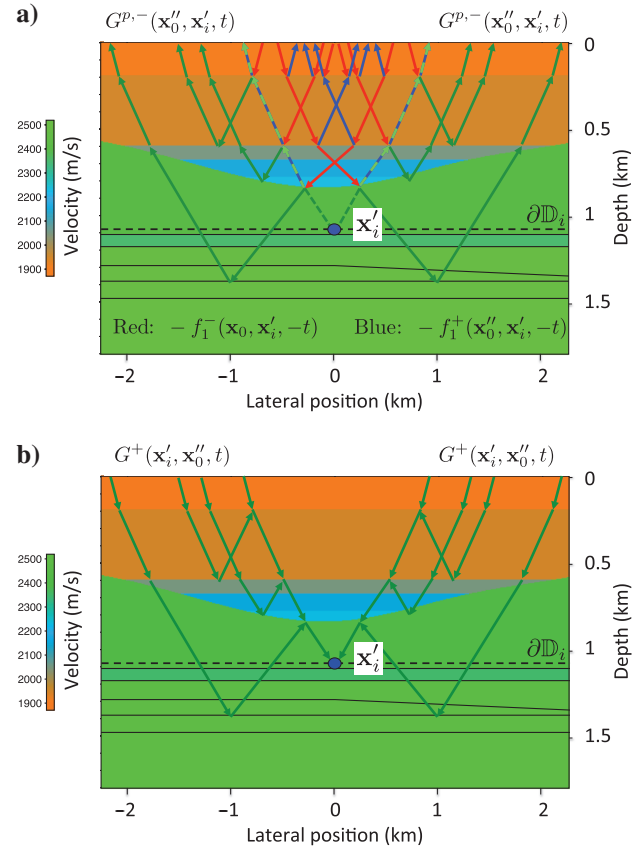 a)
G^{p,−}(x''_0, x'_i, t) G^{p,−}(x''_0, x'_i, t)
2500
2400
2300
2200
2100
2000
1900
Velocity (m/s)
0
0.5
1
1.5
Depth (km)
x'_i
∂𝔻_i
Red: − f_1^−(x_0, x'_i, −t) Blue: − f_1^+(x''_0, x'_i, −t)
−2 −1 0 1 2
Lateral position (km)
b)
G^+(x'_i, x''_0, t) G^+(x'_i, x''_0, t)
2500
2400
2300
2200
2100
2000
1900
Velocity (m/s)
0
0.5
1
1.5
Depth (km)
x'_i
∂𝔻_i
−2 −1 0 1 2
Lateral position (km)